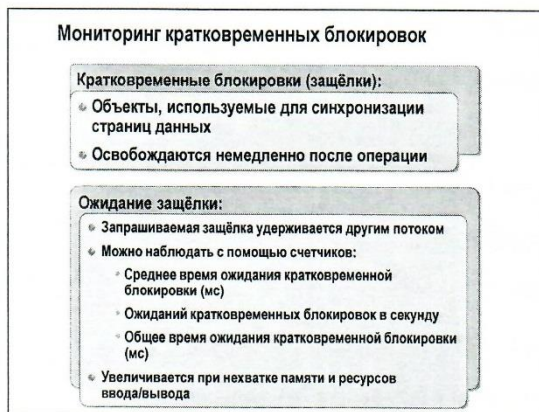 Мониторинг кратковременных блокировок
Кратковременные блокировки (защёлки):
Объекты, используемые для синхронизации
страниц данных
Освобождаются немедленно после операции
Ожидание защёлки:
Запрашиваемая защёлка удерживается другим потоком
Можно наблюдать с помощью счетчиков:
Среднее время ожидания кратковременной
блокировки (мс)
Ожиданий кратковременных блокировок в секунду
Общее время ожидания кратковременной блокировки
(мс)
Увеличивается при нехватке памяти и ресурсов
ввода/вывода